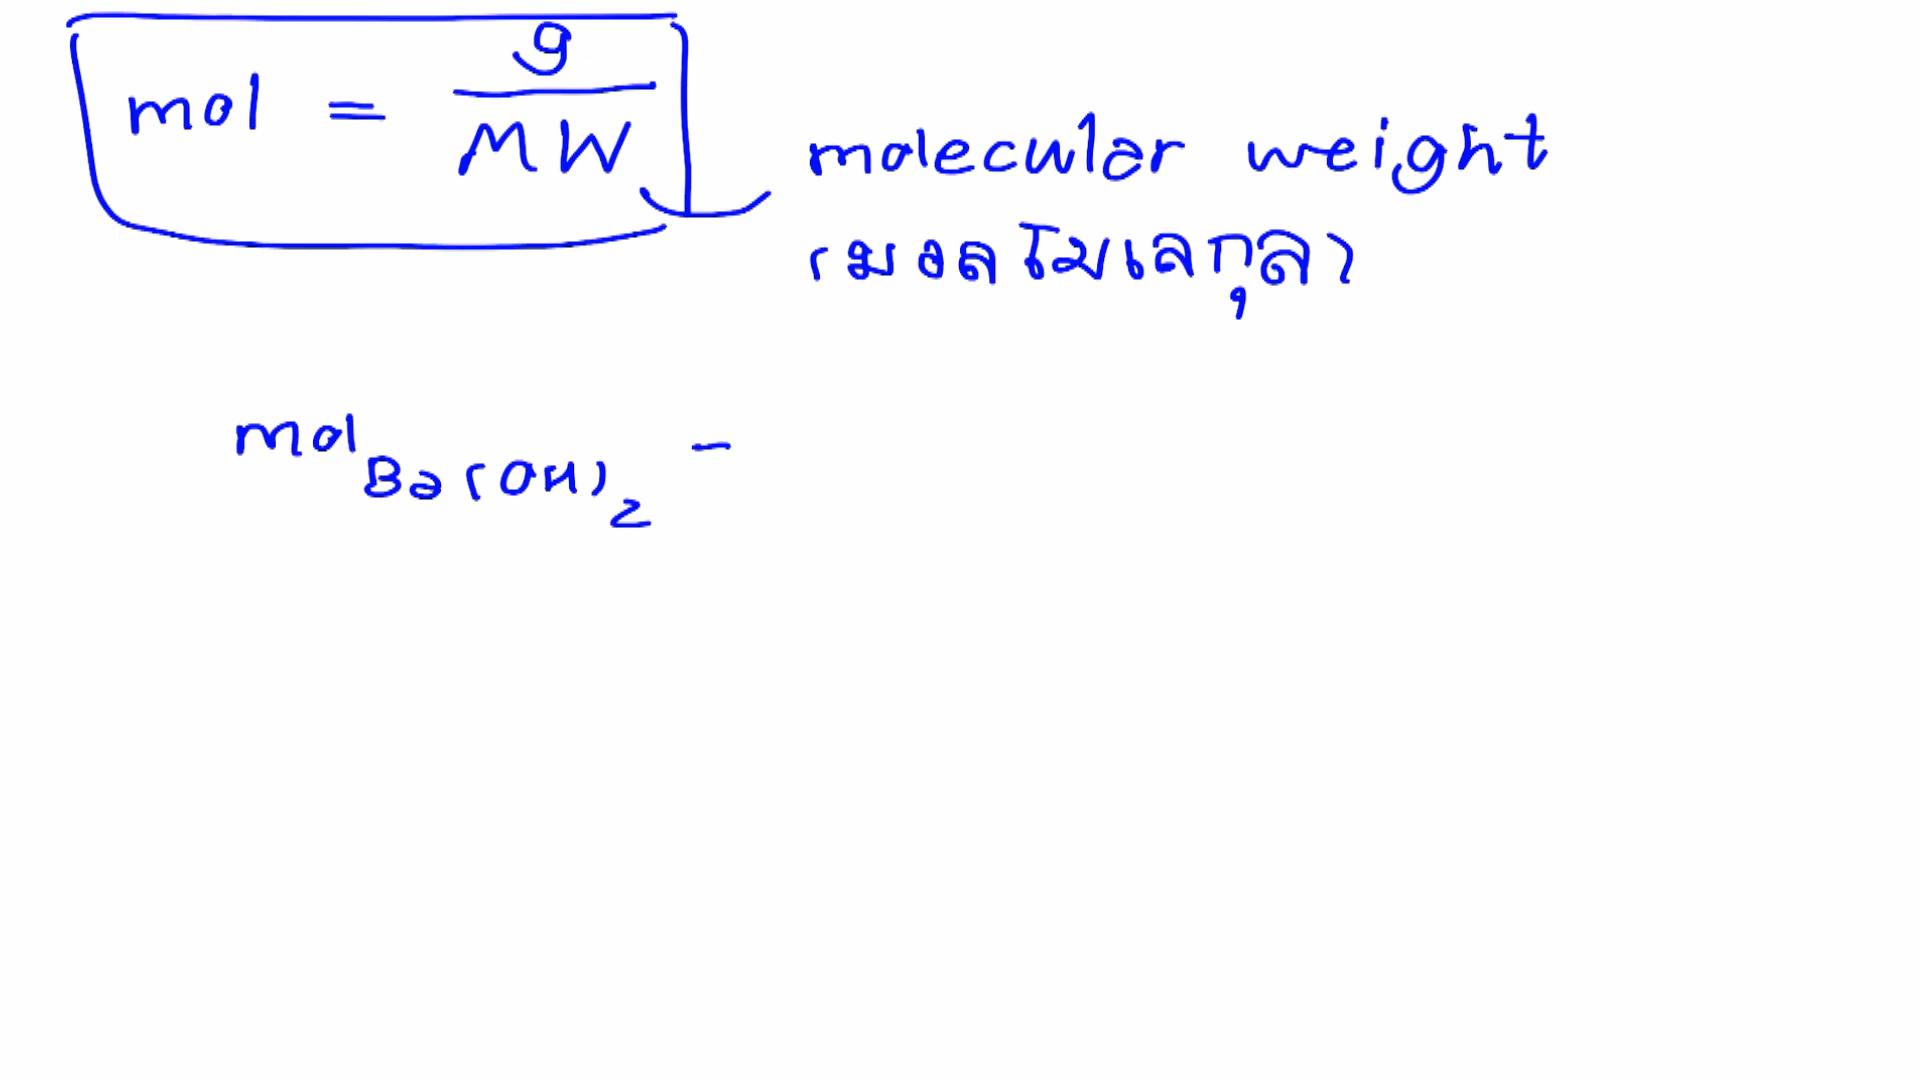 mol = g/MW
molecular weight
(มวลโมเลกุล)
mol Ba(OH)₂ -